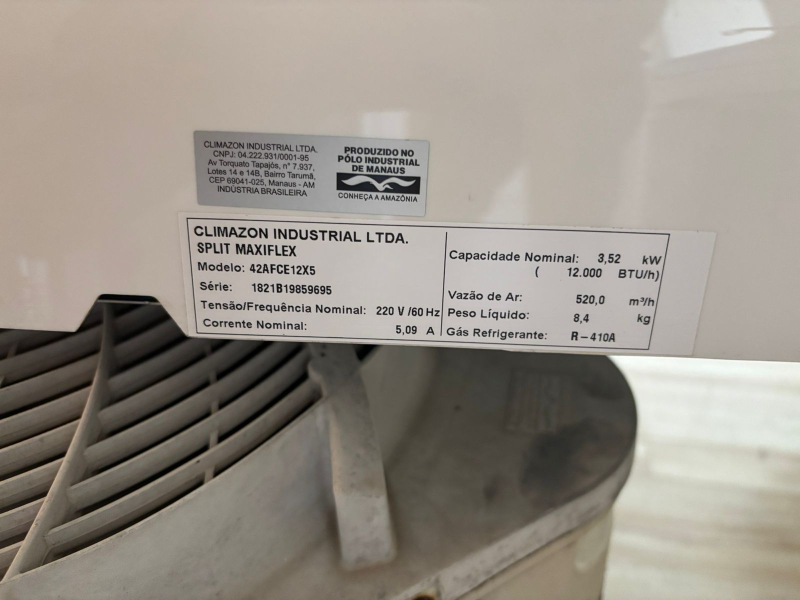 CLIMAZON INDUSTRIAL LTDA.
CNPJ: 04.222.931/0001-95
Av Torquato Tapajós, n° 7.937,
Lotes 14 e 14B, Bairro Tarumã,
CEP 69041-025, Manaus - AM
INDÚSTRIA BRASILEIRA
PRODUZIDO NO
PÓLO INDUSTRIAL
DE MANAUS
CONHEÇA A AMAZÔNIA
CLIMAZON INDUSTRIAL LTDA.
SPLIT MAXIFLEX
Modelo: 42AFCE12X5
Série: 1821B19859695
Tensão/Frequência Nominal: 220 V /60 Hz
Corrente Nominal: 5,09 A
Capacidade Nominal: 3,52 kW
( 12.000 BTU/h)
Vazão de Ar: 520,0 m³/h
Peso Líquido: 8,4 kg
Gás Refrigerante: R-410A